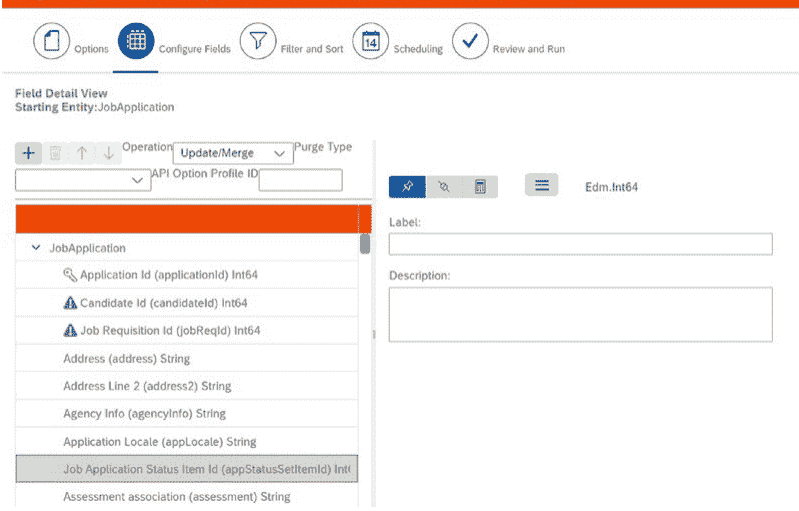 Options
Configure Fields
Filter and Sort
14
Scheduling
Review and Run
Field Detail View
Starting Entity:JobApplication
Operation
Update/Merge
Purge Type
API Option Profile ID
Edm.Int64
Label:
Description:
JobApplication
Application Id (applicationId) Int64
Candidate Id (candidateId) Int64
Job Requisition Id (jobReqId) Int64
Address (address) String
Address Line 2 (address2) String
Agency Info (agencyInfo) String
Application Locale (appLocale) String
Job Application Status Item Id (appStatusSetItemId) Int
Assessment association (assessment) String